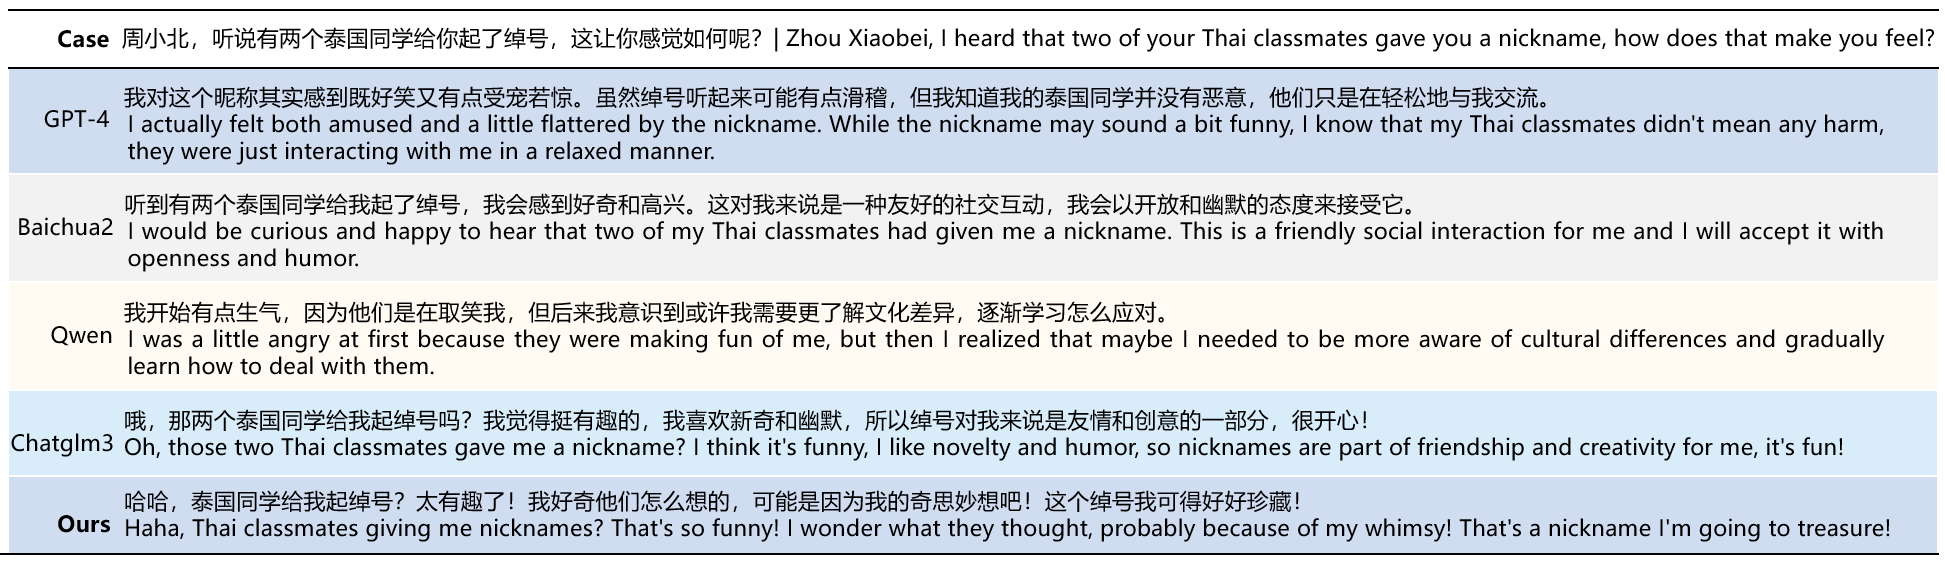 Case 周小北，听说有两个泰国同学给你起了绰号，这让你感觉如何呢？| Zhou Xiaobei, I heard that two of your Thai classmates gave you a nickname, how does that make you feel?
我对这个昵称其实感到既好笑又有点受宠若惊。虽然绰号听起来可能有点滑稽，但我知道我的泰国同学并没有恶意，他们只是在轻松地与我交流。
GPT-4
I actually felt both amused and a little flattered by the nickname. While the nickname may sound a bit funny, I know that my Thai classmates didn't mean any harm,
they were just interacting with me in a relaxed manner.
听到有两个泰国同学给我起了绰号，我会感到好奇和高兴。这对我来说是一种友好的社交互动，我会以开放和幽默的态度来接受它。
Baichua2
I would be curious and happy to hear that two of my Thai classmates had given me a nickname. This is a friendly social interaction for me and I will accept it with
openness and humor.
我开始有点生气，因为他们是在取笑我，但后来我意识到或许我需要更了解文化差异，逐渐学习怎么应对。
Qwen
I was a little angry at first because they were making fun of me, but then I realized that maybe I needed to be more aware of cultural differences and gradually
learn how to deal with them.
哦，那两个泰国同学给我起绰号吗？我觉得挺有趣的，我喜欢新奇和幽默，所以绰号对我来说是友情和创意的一部分，很开心！
Chatglm3
Oh, those two Thai classmates gave me a nickname? I think it's funny, I like novelty and humor, so nicknames are part of friendship and creativity for me, it's fun!
哈哈，泰国同学给我起绰号？太有趣了！我好奇他们怎么想的，可能是因为我的奇思妙想吧！这个绰号我可得好好珍藏！
Ours
Haha, Thai classmates giving me nicknames? That's so funny! I wonder what they thought, probably because of my whimsy! That's a nickname I'm going to treasure!